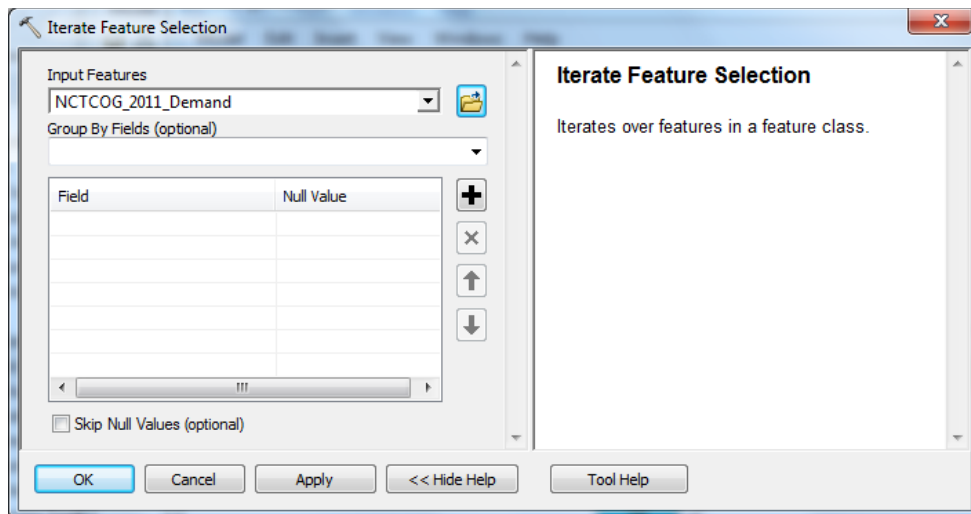 Iterate Feature Selection
Input Features
NCTCOG_2011_Demand
Group By Fields (optional)
Field Null Value
Skip Null Values (optional)
OK Cancel Apply << Hide Help Tool Help
Iterate Feature Selection
Iterates over features in a feature class.